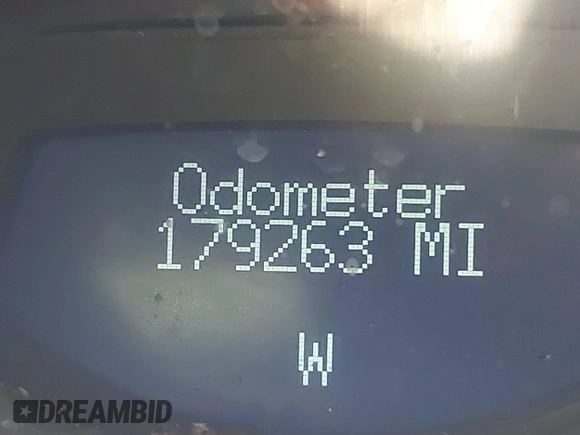 Odometer
179263 MI
W
DREAMBID